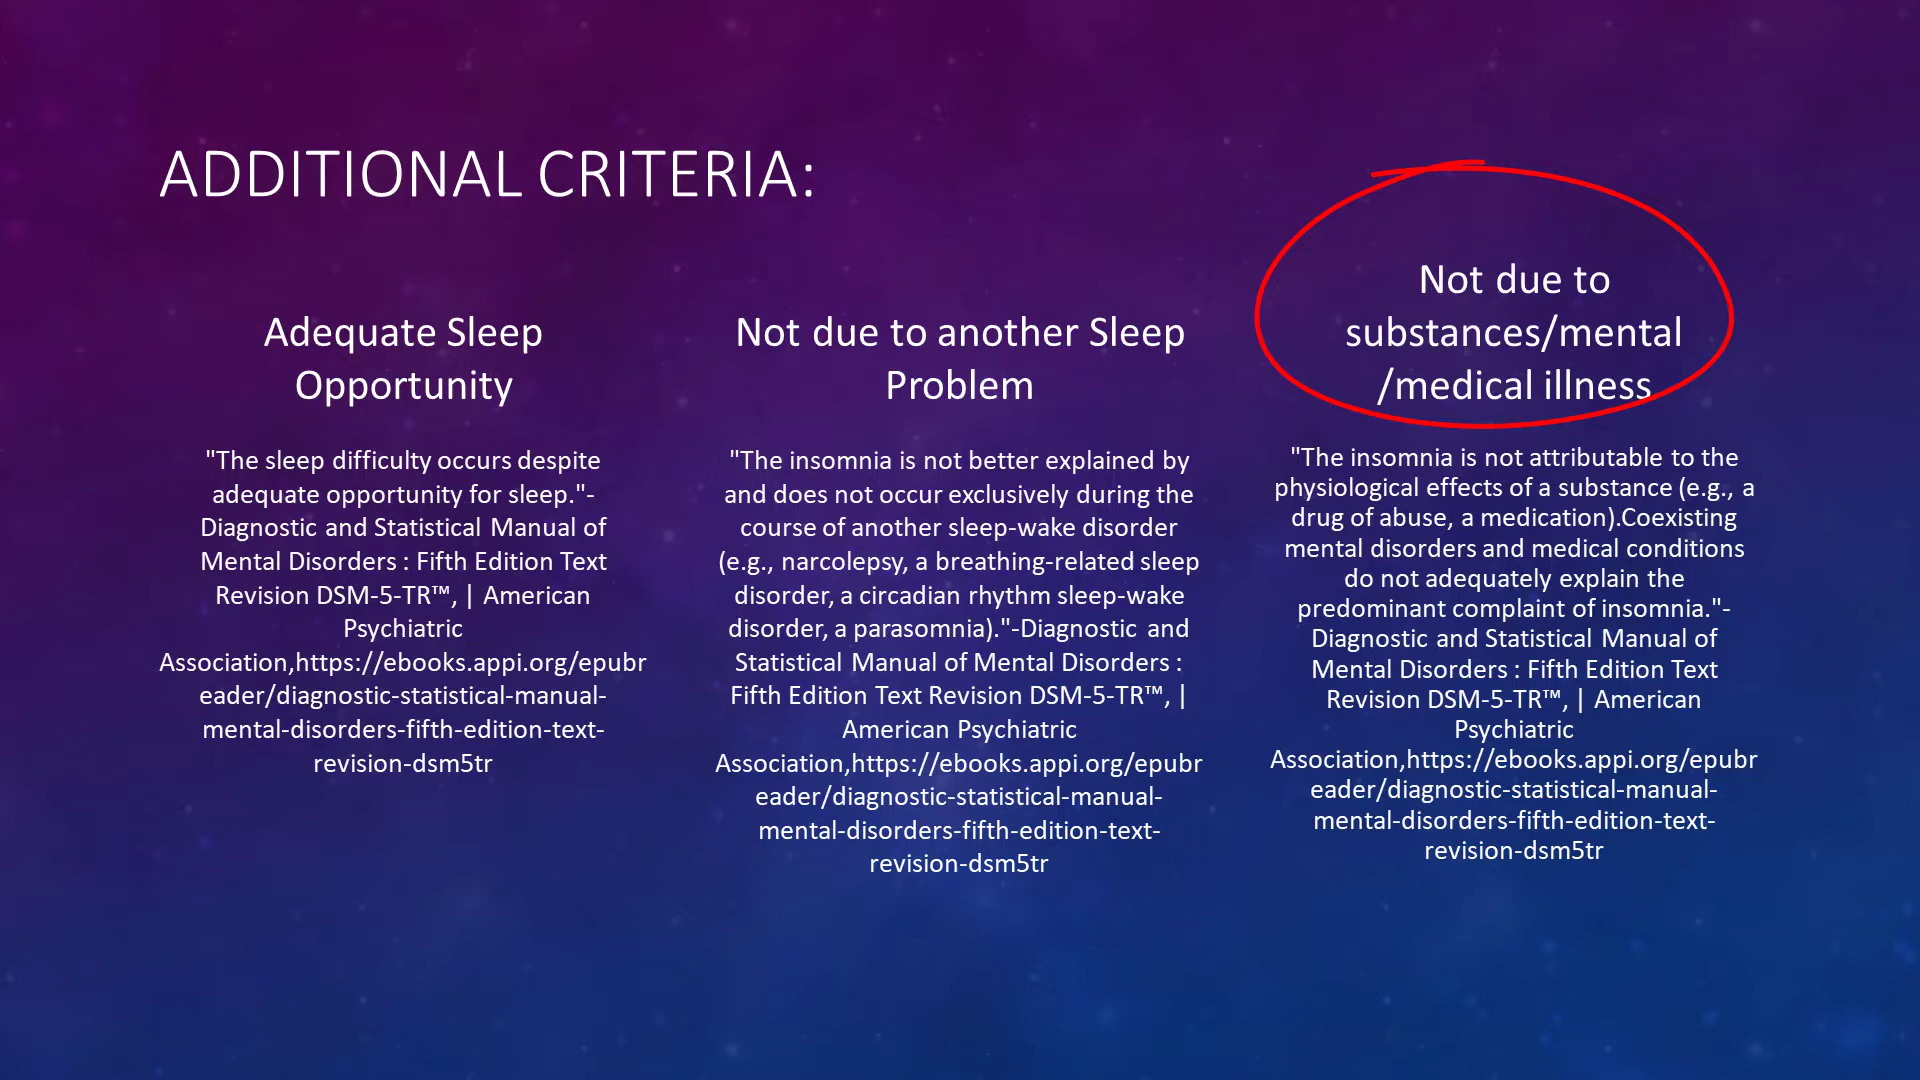 ADDITIONAL CRITERIA:
Adequate Sleep
Opportunity
"The sleep difficulty occurs despite
adequate opportunity for sleep."-
Diagnostic and Statistical Manual of
Mental Disorders : Fifth Edition Text
Revision DSM-5-TR™, | American
Psychiatric
Association,https://ebooks.appi.org/epubr
eader/diagnostic-statistical-manual-
mental-disorders-fifth-edition-text-
revision-dsm5tr
Not due to another Sleep
Problem
"The insomnia is not better explained by
and does not occur exclusively during the
course of another sleep-wake disorder
(e.g., narcolepsy, a breathing-related sleep
disorder, a circadian rhythm sleep-wake
disorder, a parasomnia)."-Diagnostic and
Statistical Manual of Mental Disorders :
Fifth Edition Text Revision DSM-5-TR™, |
American Psychiatric
Association,https://ebooks.appi.org/epubr
eader/diagnostic-statistical-manual-
mental-disorders-fifth-edition-text-
revision-dsm5tr
Not due to
substances/mental
/medical illness
"The insomnia is not attributable to the
physiological effects of a substance (e.g., a
drug of abuse, a medication).Coexisting
mental disorders and medical conditions
do not adequately explain the
predominant complaint of insomnia."-
Diagnostic and Statistical Manual of
Mental Disorders : Fifth Edition Text
Revision DSM-5-TR™, | American
Psychiatric
Association,https://ebooks.appi.org/epubr
eader/diagnostic-statistical-manual-
mental-disorders-fifth-edition-text-
revision-dsm5tr